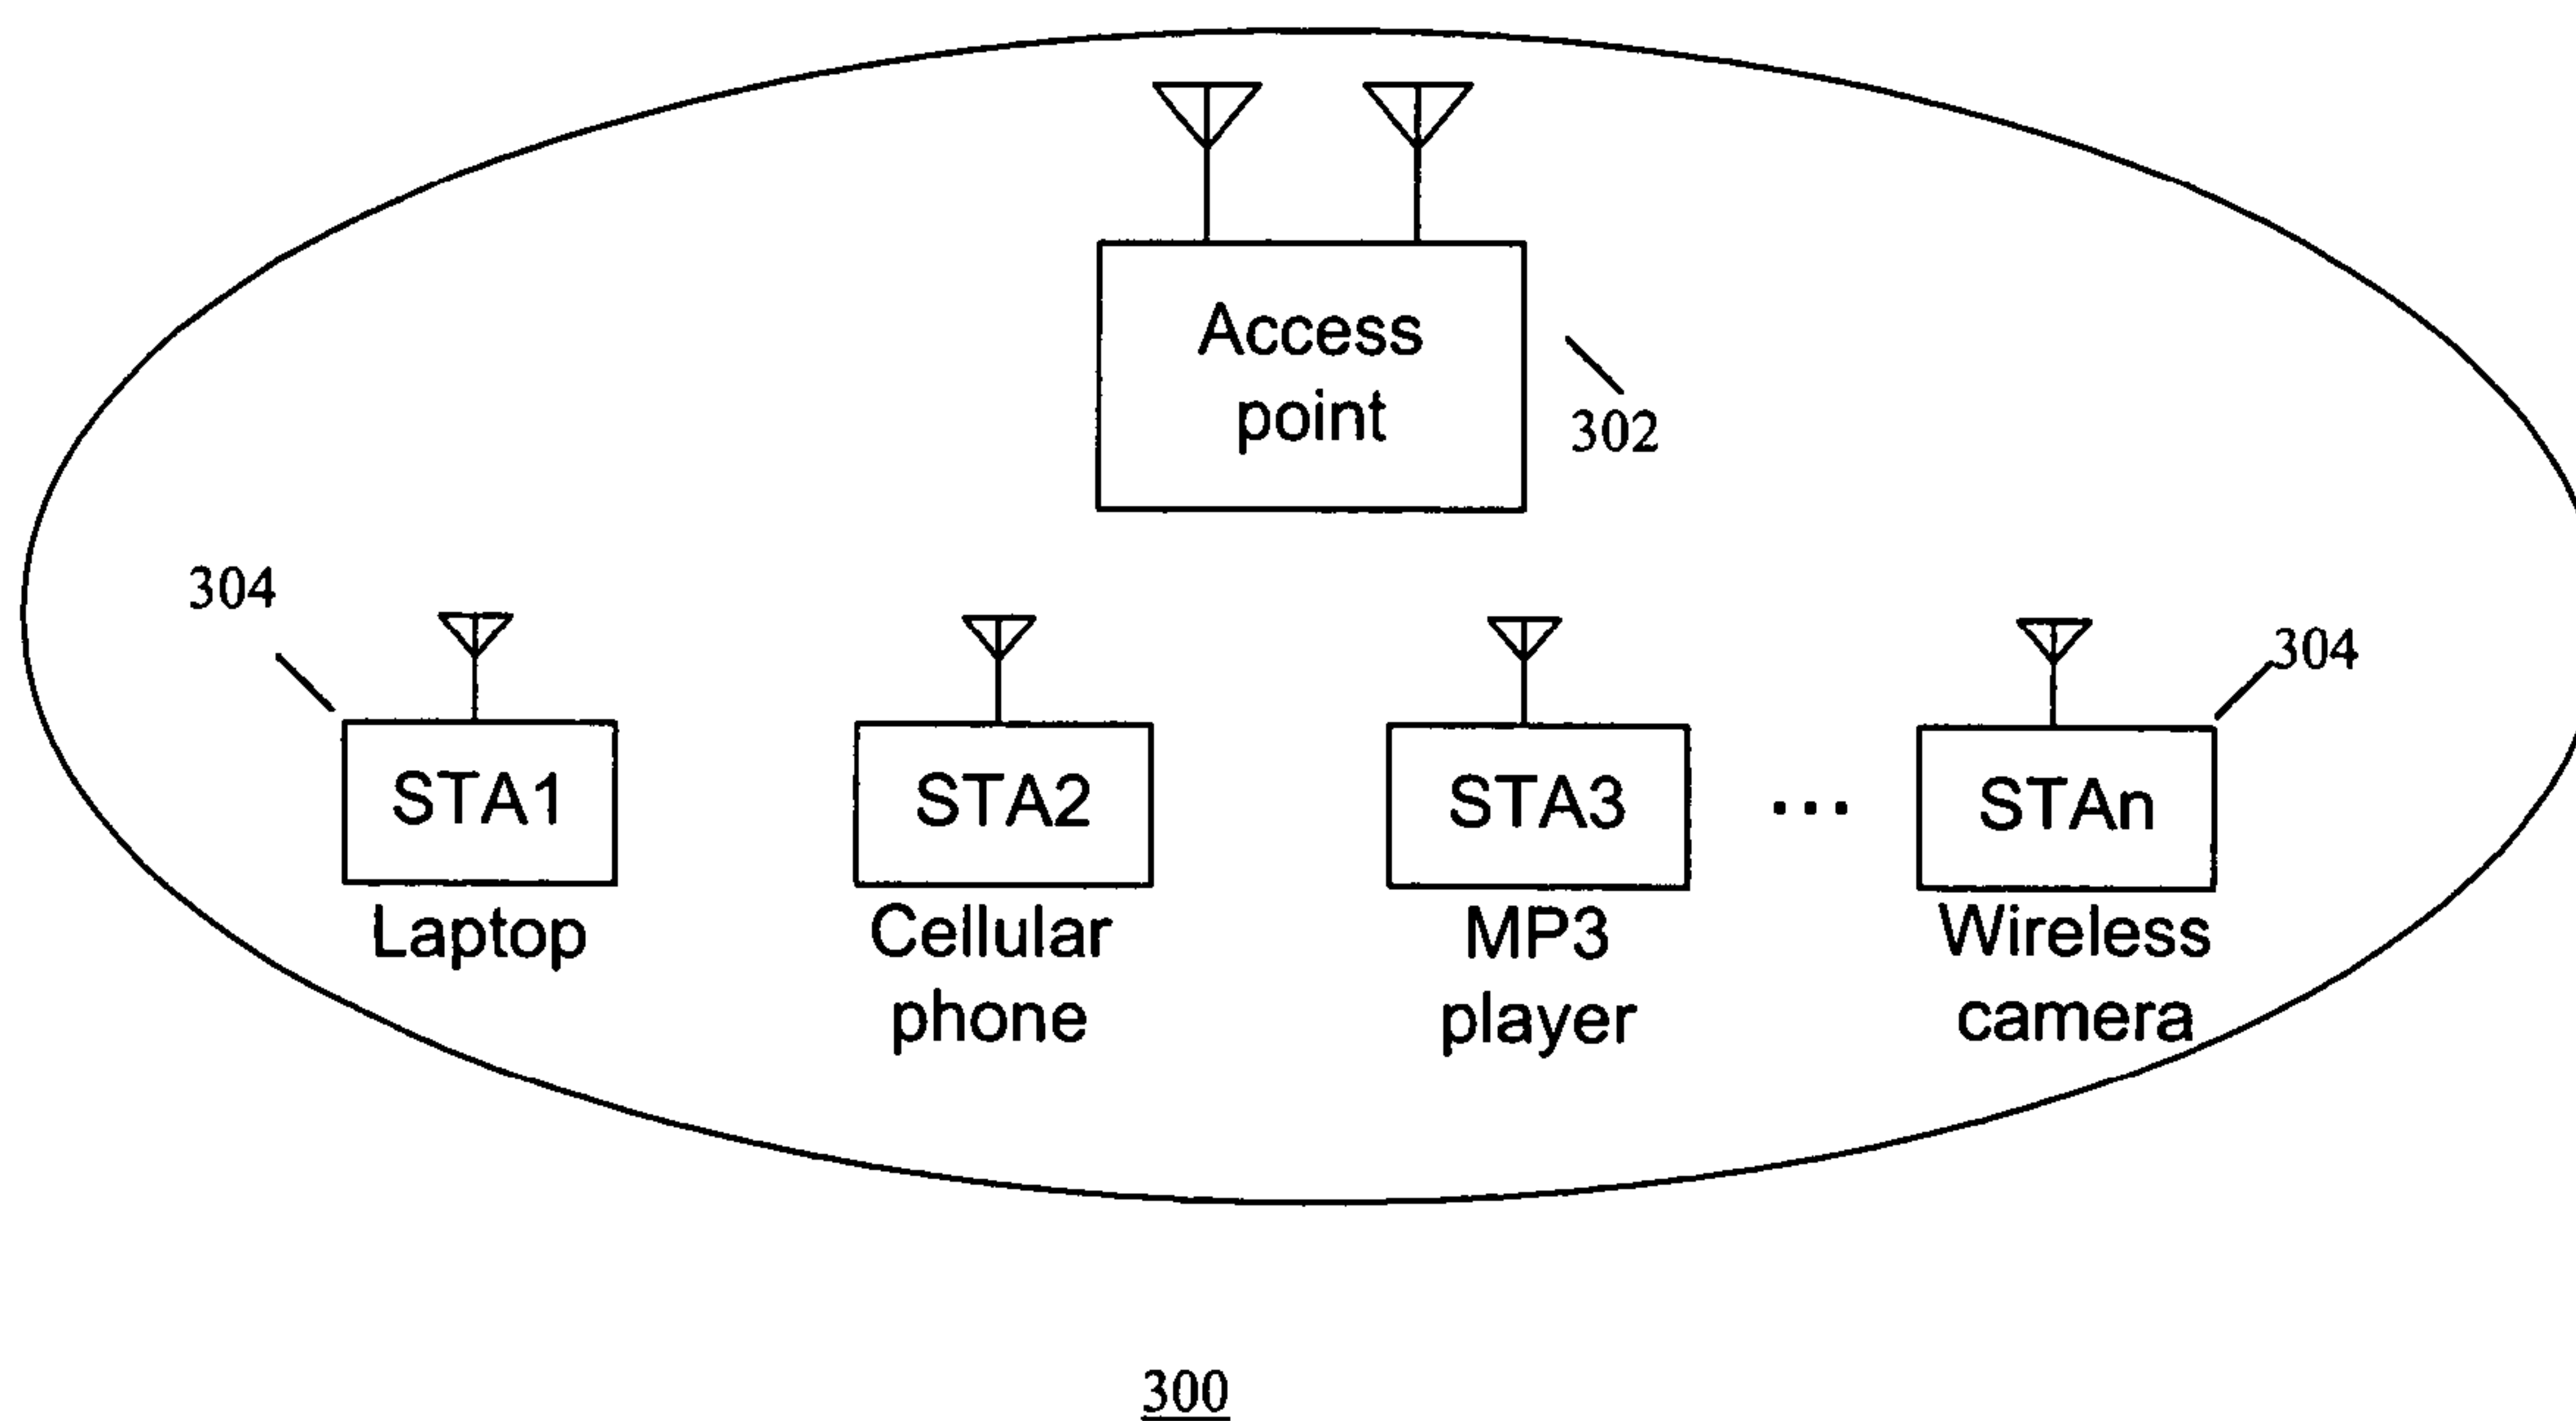 Access
point
302
304
304
STA1
STA2
STA3
...
STAn
Laptop
Cellular
phone
MP3
player
Wireless
camera
300